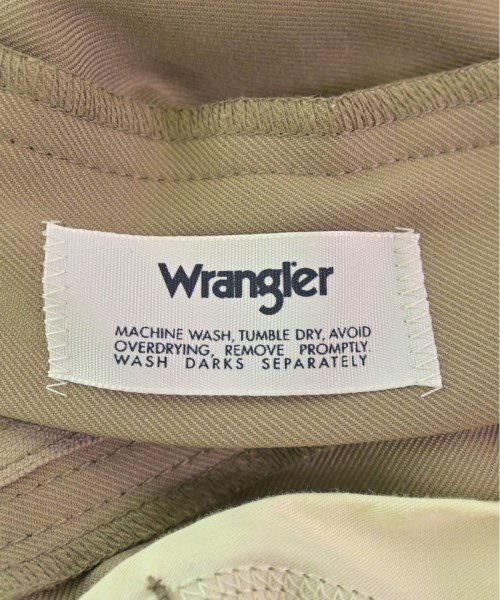 Wrangler
MACHINE WASH, TUMBLE DRY, AVOID
OVERDRYING, REMOVE PROMPTLY.
WASH DARKS SEPARATELY